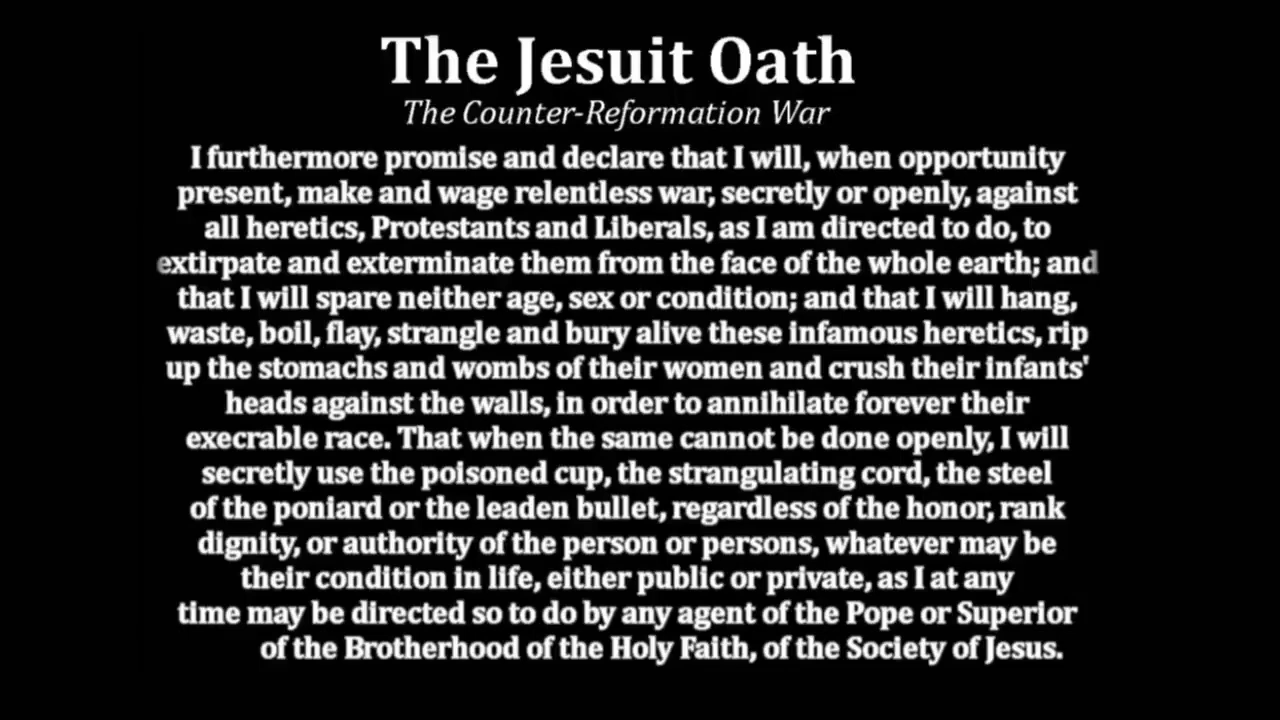 The Jesuit Oath
The Counter-Reformation War
I furthermore promise and declare that I will, when opportunity
present, make and wage relentless war, secretly or openly, against
all heretics, Protestants and Liberals, as I am directed to do, to
extirpate and exterminate them from the face of the whole earth; and
that I will spare neither age, sex or condition; and that I will hang,
waste, boil, flay, strangle and bury alive these infamous heretics, rip
up the stomachs and wombs of their women and crush their infants'
heads against the walls, in order to annihilate forever their
execrable race. That when the same cannot be done openly, I will
secretly use the poisoned cup, the strangulating cord, the steel
of the poniard or the leaden bullet, regardless of the honor, rank
dignity, or authority of the person or persons, whatever may be
their condition in life, either public or private, as I at any
time may be directed so to do by any agent of the Pope or Superior
of the Brotherhood of the Holy Faith, of the Society of Jesus.